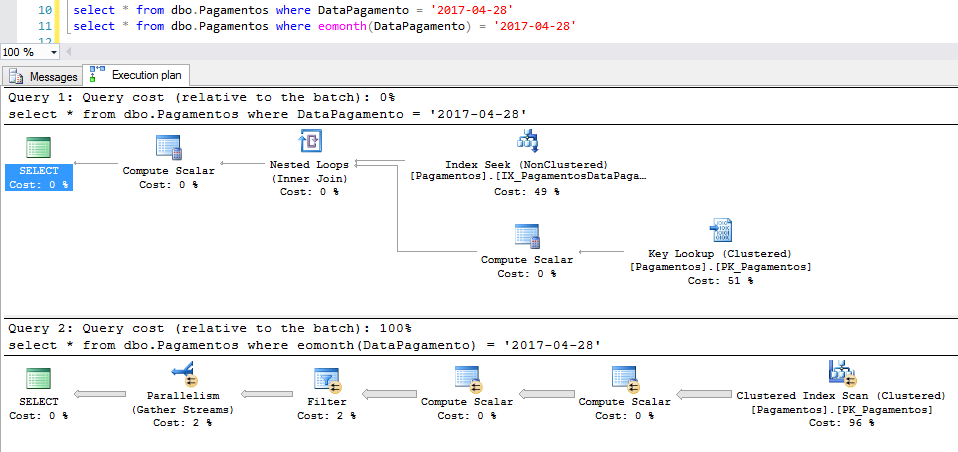 10 select * from dbo.Pagamentos where DataPagamento = '2017-04-28'
11 select * from dbo.Pagamentos where eomonth(DataPagamento) = '2017-04-28'
12
100 %
Messages Execution plan
Query 1: Query cost (relative to the batch): 0%
select * from dbo.Pagamentos where DataPagamento = '2017-04-28'
SELECT
Cost: 0 %
Compute Scalar
Cost: 0 %
Nested Loops
(Inner Join)
Cost: 0 %
Index Seek (NonClustered)
[Pagamentos].[IX_PagamentosDataPaga…
Cost: 49 %
Compute Scalar
Cost: 0 %
Key Lookup (Clustered)
[Pagamentos].[PK_Pagamentos]
Cost: 51 %
Query 2: Query cost (relative to the batch): 100%
select * from dbo.Pagamentos where eomonth(DataPagamento) = '2017-04-28'
SELECT
Cost: 0 %
Parallelism
(Gather Streams)
Cost: 2 %
Filter
Cost: 2 %
Compute Scalar
Cost: 0 %
Compute Scalar
Cost: 0 %
Clustered Index Scan (Clustered)
[Pagamentos].[PK_Pagamentos]
Cost: 96 %